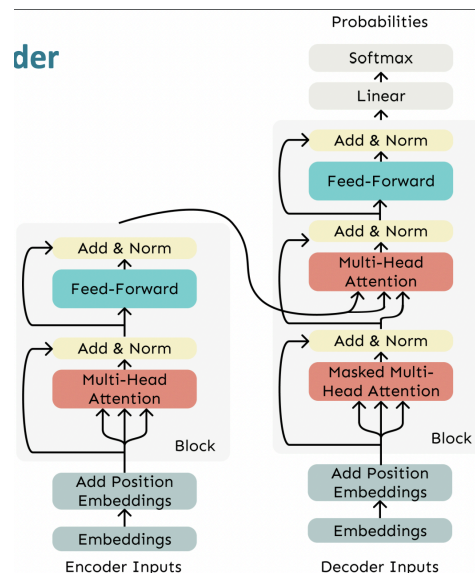 der
Probabilities
Softmax
Linear
Add & Norm
Feed-Forward
Add & Norm
Multi-Head
Attention
Add & Norm
Masked Multi-
Head Attention
Block
Add Position
Embeddings
Embeddings
Decoder Inputs
Add & Norm
Feed-Forward
Add & Norm
Multi-Head
Attention
Block
Add Position
Embeddings
Embeddings
Encoder Inputs